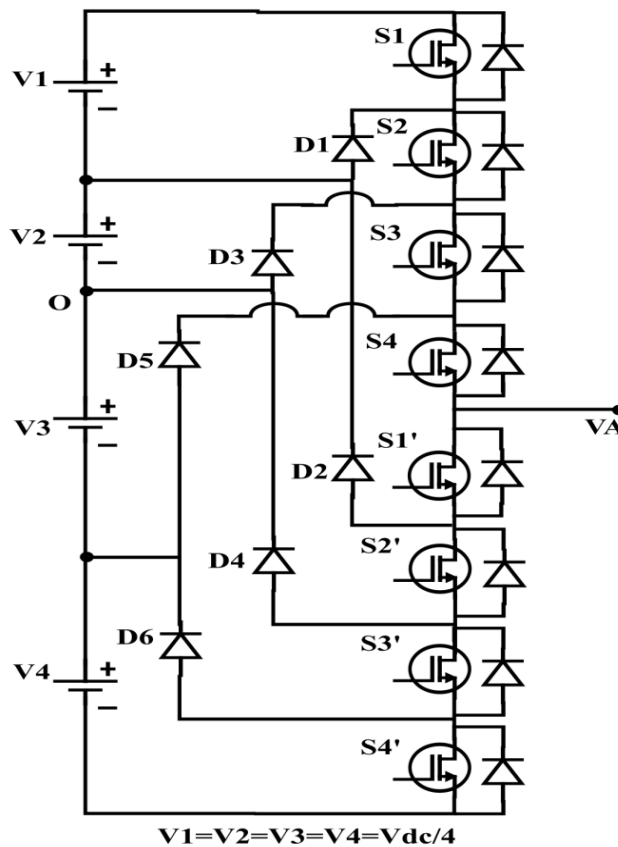 S1
V1
+
−
S2
D1
V2
+
−
S3
D3
O
S4
D5
V3
+
−
VA
S1'
D2
S2'
D4
D6
S3'
V4
+
−
S4'
V1=V2=V3=V4=Vdc/4